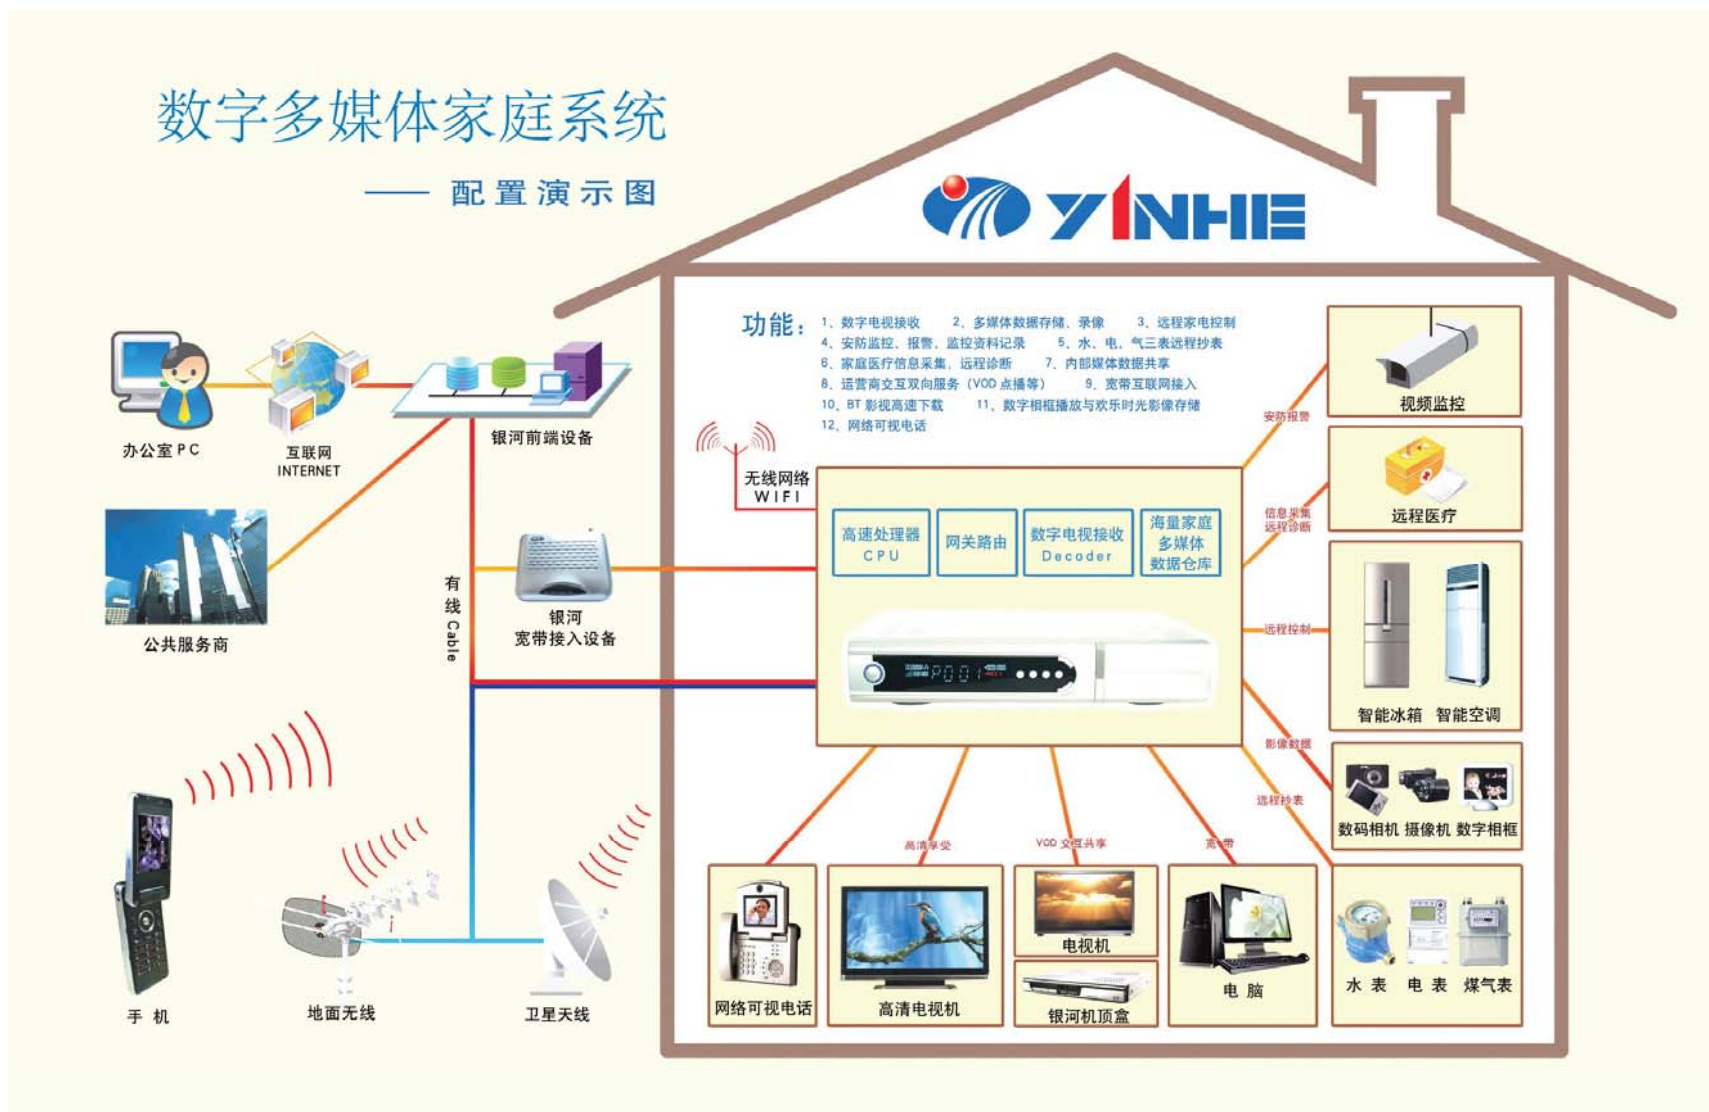 数字多媒体家庭系统
—— 配置演示图
YINHE
功能：
1、数字电视接收 2、多媒体数据存储、录像 3、远程家电控制
4、安防监控、报警、监控资料记录 5、水、电、气三表远程抄表
6、家庭医疗信息采集，远程诊断 7、内部媒体数据共享
8、运营商交互双向服务（VOD 点播等） 9、宽带互联网接入
10、BT 影视高速下载 11、数字相框播放与欢乐时光影像存储
12、网络可视电话
办公室 P C
互联网
INTERNET
银河前端设备
公共服务商
有线 Cable
银河
宽带接入设备
无线网络
WIFI
高速处理器
CPU
网关路由
数字电视接收
Decoder
海量家庭
多媒体
数据仓库
P001
安防报警
视频监控
信息采集
远程诊断
远程医疗
远程控制
智能冰箱 智能空调
影像数据
数码相机 摄像机 数字相框
远程抄表
水 表 电 表 煤气表
高清享受
VOD 交互共享
宽 带
网络可视电话
高清电视机
电视机
银河机顶盒
电 脑
手 机
地面无线
卫星天线